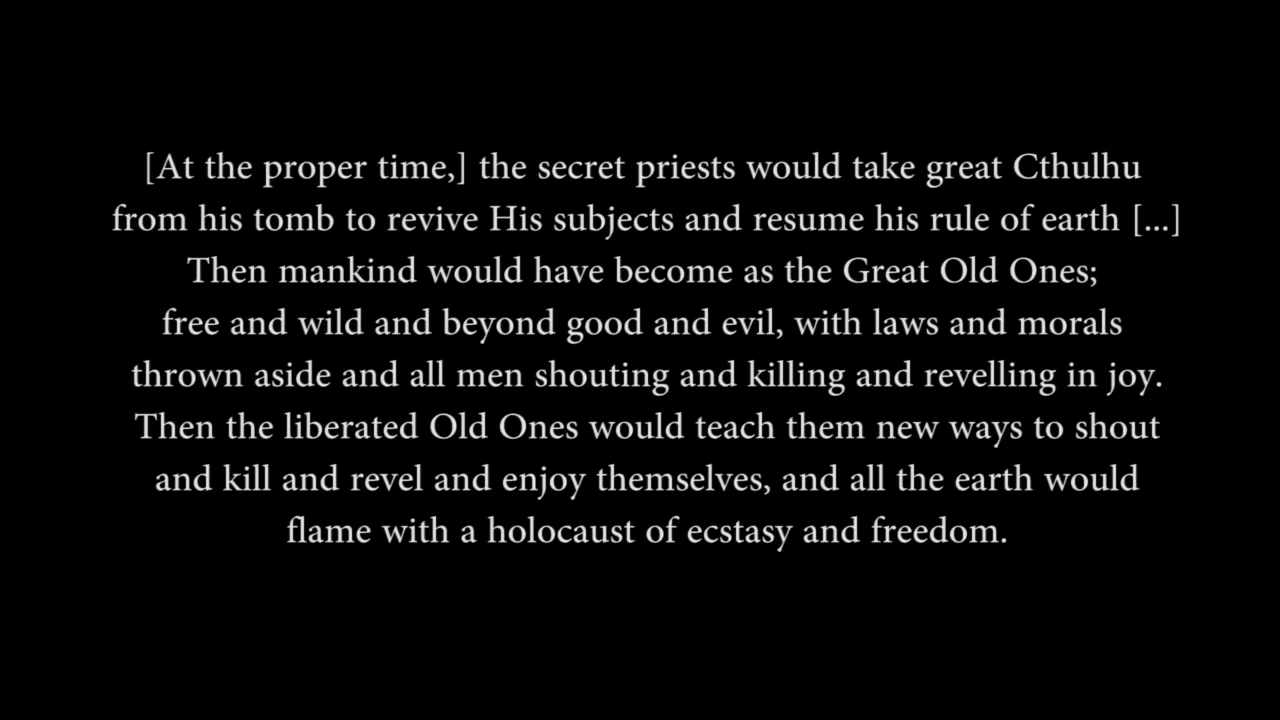 [At the proper time,] the secret priests would take great Cthulhu
from his tomb to revive His subjects and resume his rule of earth [...]
Then mankind would have become as the Great Old Ones;
free and wild and beyond good and evil, with laws and morals
thrown aside and all men shouting and killing and revelling in joy.
Then the liberated Old Ones would teach them new ways to shout
and kill and revel and enjoy themselves, and all the earth would
flame with a holocaust of ecstasy and freedom.